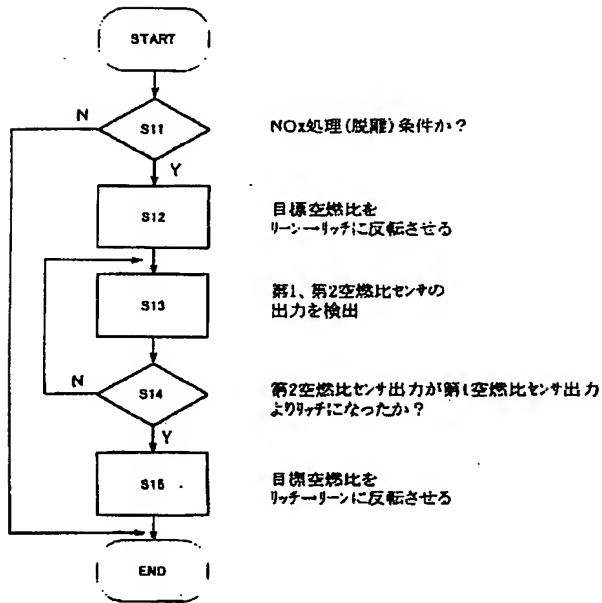 START
N
S11
NOx処理(脱離)条件か?
Y
S12
目標空燃比を
リーン→リッチに反転させる
S13
第1、第2空燃比センサの
出力を検出
N
S14
第2空燃比センサ出力が第1空燃比センサ出力
よりリッチになったか?
Y
S15
目標空燃比を
リッチ→リーンに反転させる
END